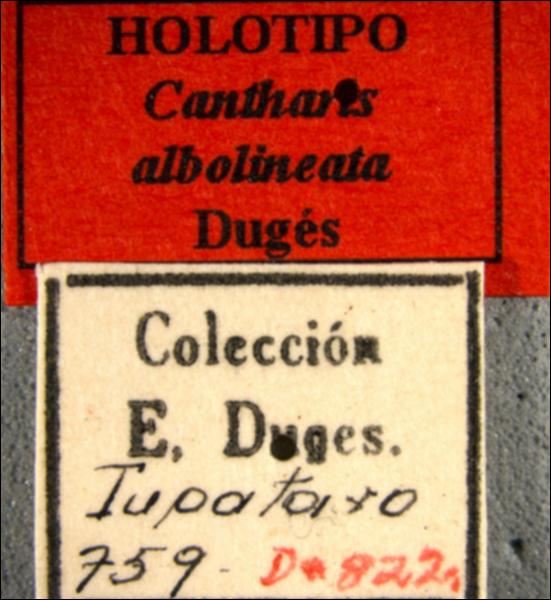 HOLOTIPO
Cantharis
albolineata
Dugés
Colección
E. Duges.
Tupataro
759- D*822.